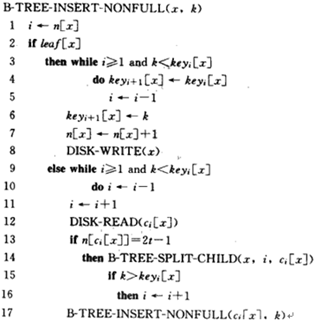 B-TREE-INSERT-NONFULL(x, k)
1 i ← n[x]
2 if leaf[x]
3 then while i⩾1 and k<keyᵢ[x]
4 do keyᵢ₊₁[x] ← keyᵢ[x]
5 i ← i−1
6 keyᵢ₊₁[x] ← k
7 n[x] ← n[x]+1
8 DISK-WRITE(x)
9 else while i⩾1 and k<keyᵢ[x]
10 do i ← i−1
11 i ← i+1
12 DISK-READ(cᵢ[x])
13 if n[cᵢ[x]]=2t−1
14 then B-TREE-SPLIT-CHILD(x, i, cᵢ[x])
15 if k>keyᵢ[x]
16 then i ← i+1
17 B-TREE-INSERT-NONFULL(cᵢ[x], k)↵